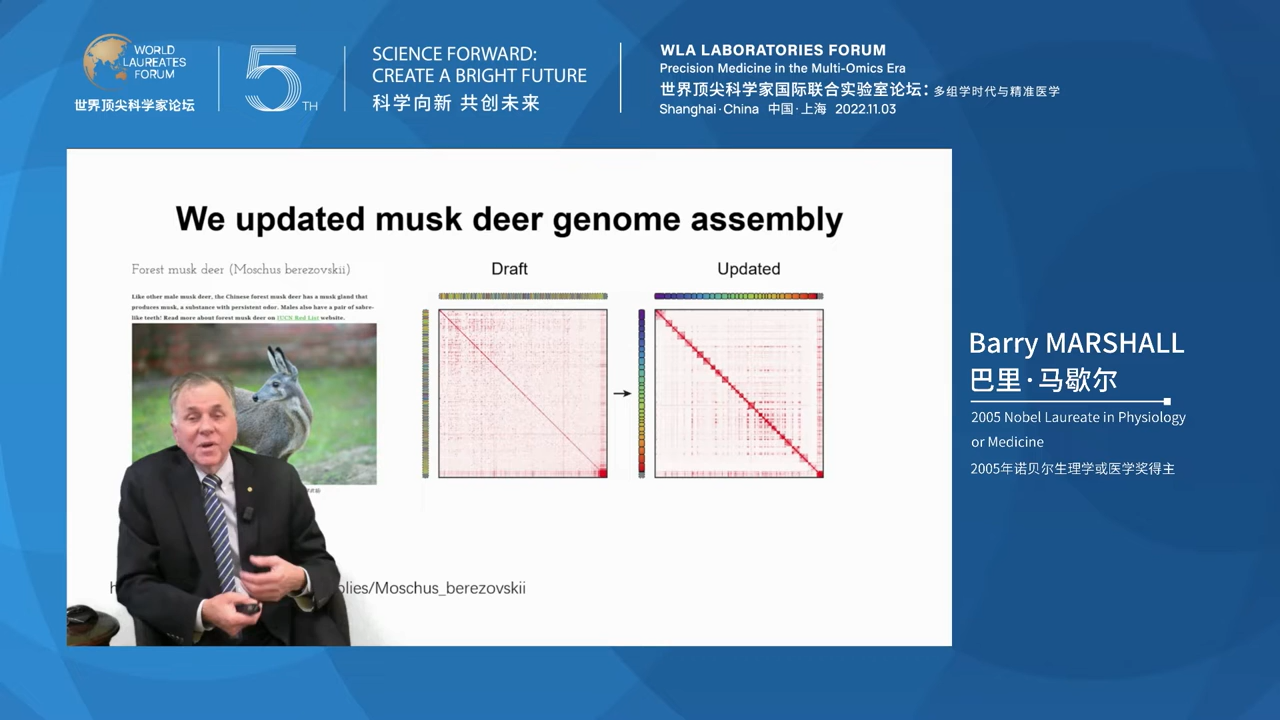 WORLD
LAUREATES
FORUM
世界顶尖科学家论坛
5TH
SCIENCE FORWARD:
CREATE A BRIGHT FUTURE
科学向新 共创未来
WLA LABORATORIES FORUM
Precision Medicine in the Multi-Omics Era
世界顶尖科学家国际联合实验室论坛：多组学时代与精准医学
Shanghai·China 中国·上海 2022.11.03
We updated musk deer genome assembly
Forest musk deer (Moschus berezovskii)
Like other male musk deer, the Chinese forest musk deer has a musk gland that
produces musk, a substance with persistent odor. Males also have a pair of sabre-
like teeth! Read more about forest musk deer on IUCN Red List website.
Draft
Updated
olies/Moschus_berezovskii
Barry MARSHALL
巴里·马歇尔
2005 Nobel Laureate in Physiology
or Medicine
2005年诺贝尔生理学或医学奖得主